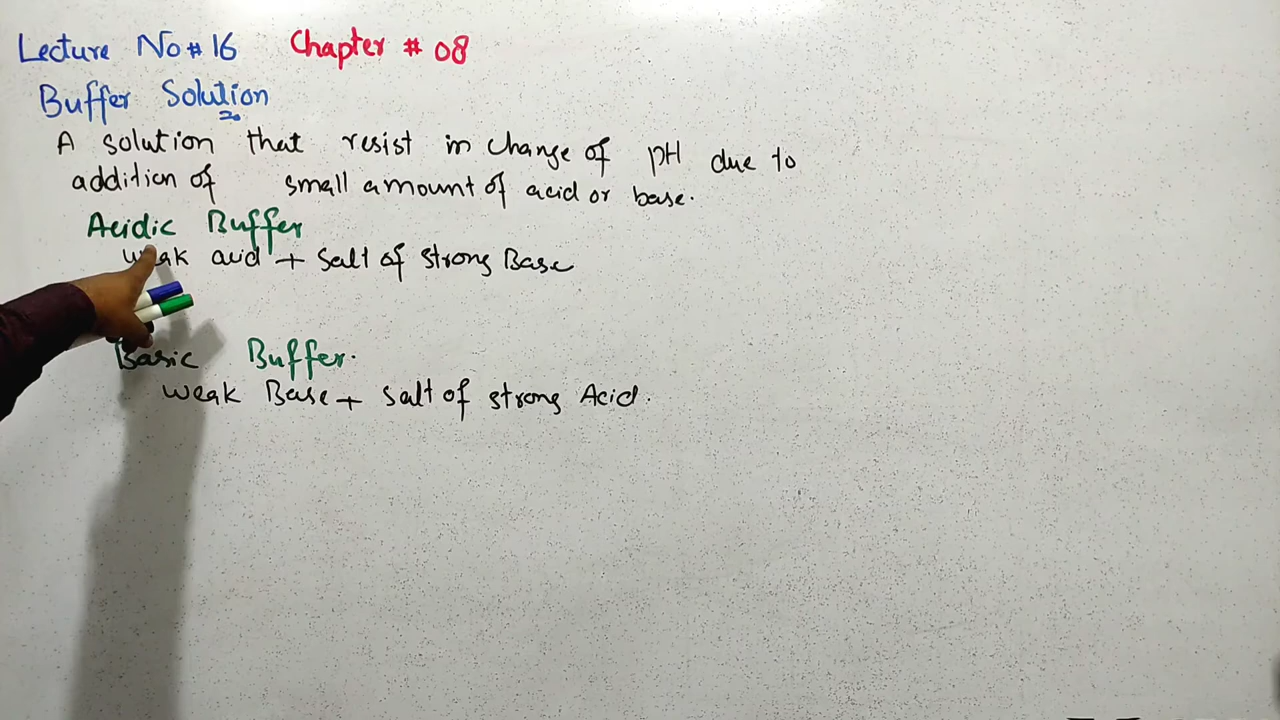 Lecture No # 16 Chapter # 08
Buffer Solution
A solution that resist in change of pH due to
addition of small amount of acid or base.
Acidic Buffer
weak acid + salt of strong Base
Basic Buffer.
weak Base + salt of strong Acid.